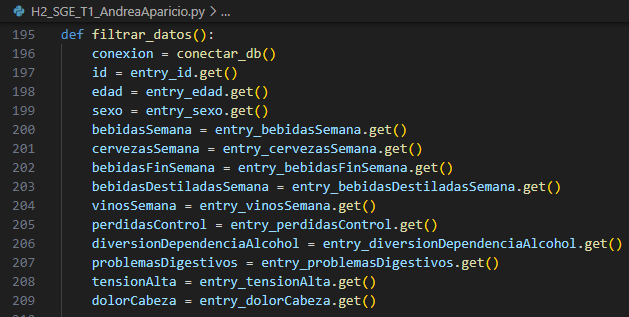 H2_SGE_T1_AndreaAparicio.py > ...
195 def filtrar_datos():
196 conexion = conectar_db()
197 id = entry_id.get()
198 edad = entry_edad.get()
199 sexo = entry_sexo.get()
200 bebidasSemana = entry_bebidasSemana.get()
201 cervezasSemana = entry_cervezasSemana.get()
202 bebidasFinSemana = entry_bebidasFinSemana.get()
203 bebidasDestiladasSemana = entry_bebidasDestiladasSemana.get()
204 vinosSemana = entry_vinosSemana.get()
205 perdidasControl = entry_perdidasControl.get()
206 diversionDependenciaAlcohol = entry_diversionDependenciaAlcohol.get()
207 problemasDigestivos = entry_problemasDigestivos.get()
208 tensionAlta = entry_tensionAlta.get()
209 dolorCabeza = entry_dolorCabeza.get()